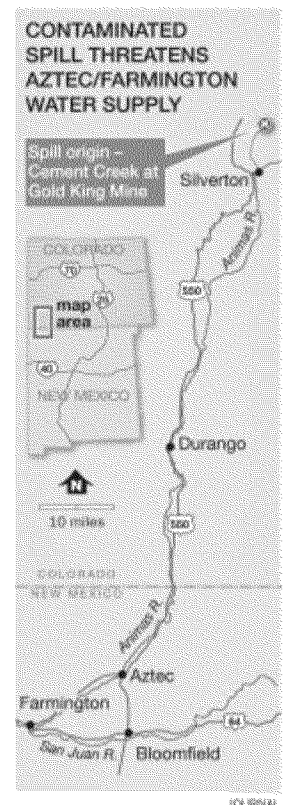 CONTAMINATED
SPILL THREATENS
AZTEC/FARMINGTON
WATER SUPPLY
Spill origin –
Cement Creek at
Gold King Mine
Silverton
Animas R.
550
COLORADO
70
25
map
area
40
NEW MEXICO
Durango
N
10 miles
550
COLORADO
NEW MEXICO
Animas R.
Aztec
Farmington
64
San Juan R.
Bloomfield
JOURNAL